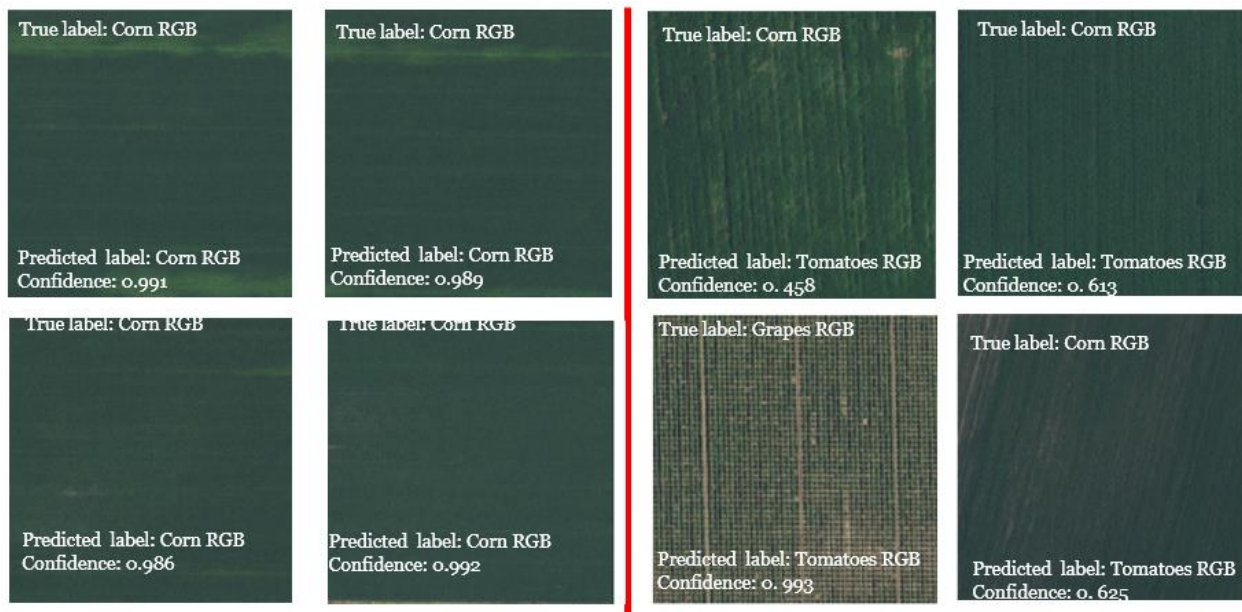 True label: Corn RGB
Predicted label: Corn RGB
Confidence: 0.991
True label: Corn RGB
Predicted label: Corn RGB
Confidence: 0.989
True label: Corn RGB
Predicted label: Tomatoes RGB
Confidence: 0. 458
True label: Corn RGB
Predicted label: Tomatoes RGB
Confidence: 0. 613
True label: Corn RGB
Predicted label: Corn RGB
Confidence: 0.986
True label: Corn RGB
Predicted label: Corn RGB
Confidence: 0.992
True label: Grapes RGB
Predicted label: Tomatoes RGB
Confidence: 0. 993
True label: Corn RGB
Predicted label: Tomatoes RGB
Confidence: 0. 625